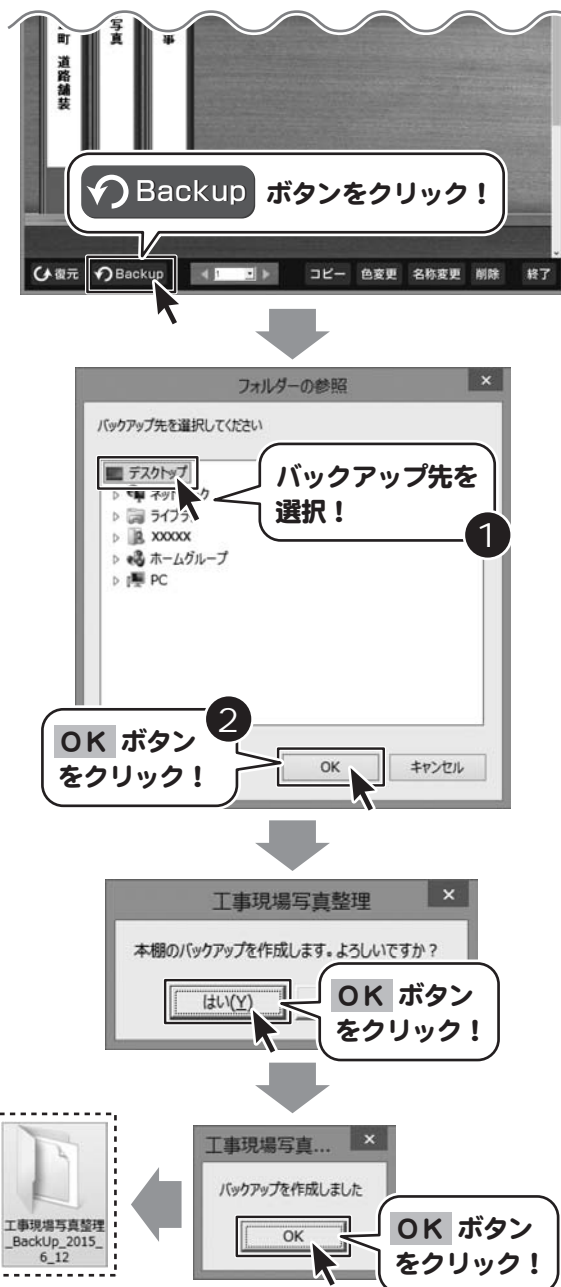 町 道路舗装
写真
事
Backup ボタンをクリック！
復元 Backup 1 コピー 色変更 名称変更 削除 終了
フォルダーの参照
バックアップ先を選択してください
デスクトップ
ネットワーク
ライブラ
XXXXX
ホームグループ
PC
バックアップ先を
選択！
1
2
OK ボタン
をクリック！
OK キャンセル
工事現場写真整理
本棚のバックアップを作成します。よろしいですか？
はい(Y)
OK ボタン
をクリック！
工事現場写真...
バックアップを作成しました
OK
OK ボタン
をクリック！
工事現場写真整理
_BackUp_2015_
6_12